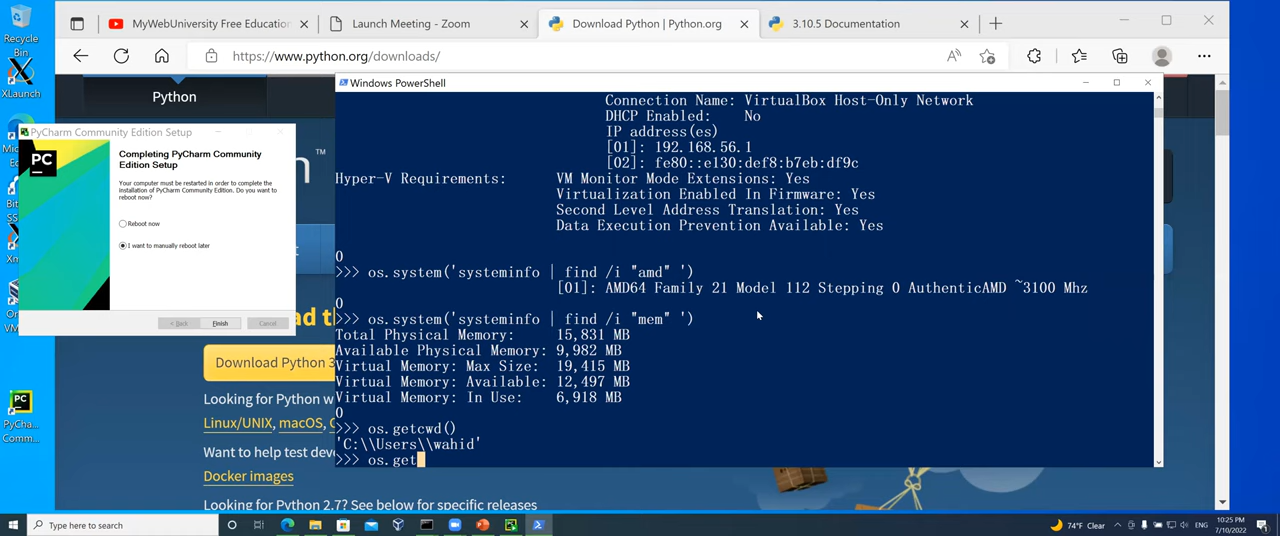 Recycle
Bin
XLaunch
PyCha...
Comm...
MyWebUniversity Free Education
Launch Meeting - Zoom
Download Python | Python.org
3.10.5 Documentation
https://www.python.org/downloads/
Python
PyCharm Community Edition Setup
PC
Completing PyCharm Community
Edition Setup
Your computer must be restarted in order to complete the
installation of PyCharm Community Edition. Do you want to
reboot now?
Reboot now
I want to manually reboot later
< Back
Finish
Cancel
TM
Download Python 3
Looking for Python w
Linux/UNIX, macOS, O
Want to help test deve
Docker images
Looking for Python 2.7? See below for specific releases
Windows PowerShell
Connection Name: VirtualBox Host-Only Network
DHCP Enabled: No
IP address(es)
[01]: 192.168.56.1
[02]: fe80::e130:def8:b7eb:df9c
Hyper-V Requirements: VM Monitor Mode Extensions: Yes
Virtualization Enabled In Firmware: Yes
Second Level Address Translation: Yes
Data Execution Prevention Available: Yes
0
>>> os.system('systeminfo | find /i "amd" ')
[01]: AMD64 Family 21 Model 112 Stepping 0 AuthenticAMD ~3100 Mhz
0
>>> os.system('systeminfo | find /i "mem" ')
Total Physical Memory: 15,831 MB
Available Physical Memory: 9,982 MB
Virtual Memory: Max Size: 19,415 MB
Virtual Memory: Available: 12,497 MB
Virtual Memory: In Use: 6,918 MB
0
>>> os.getcwd()
'C:\\Users\\wahid'
>>> os.get
Type here to search
74°F Clear
ENG
10:25 PM
7/10/2022